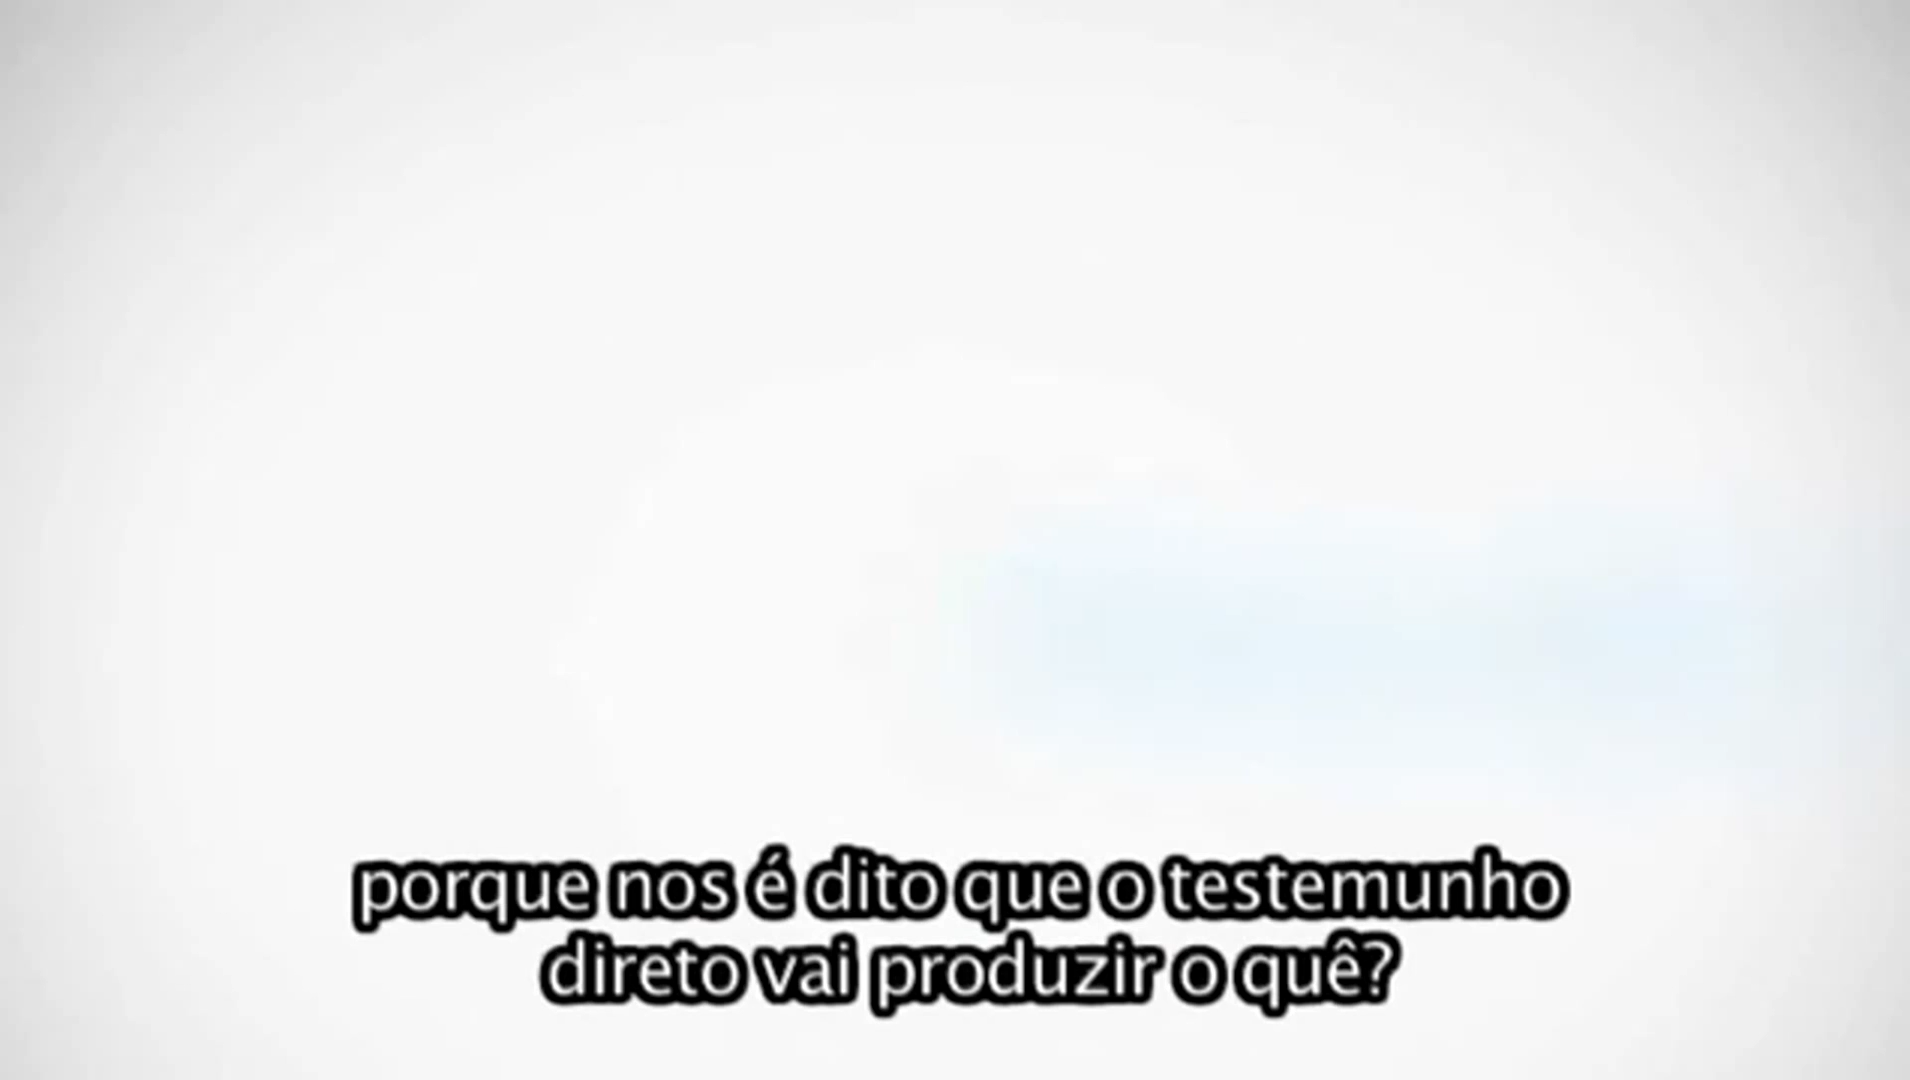 porque nos é dito que o testemunho
direto vai produzir o quê?